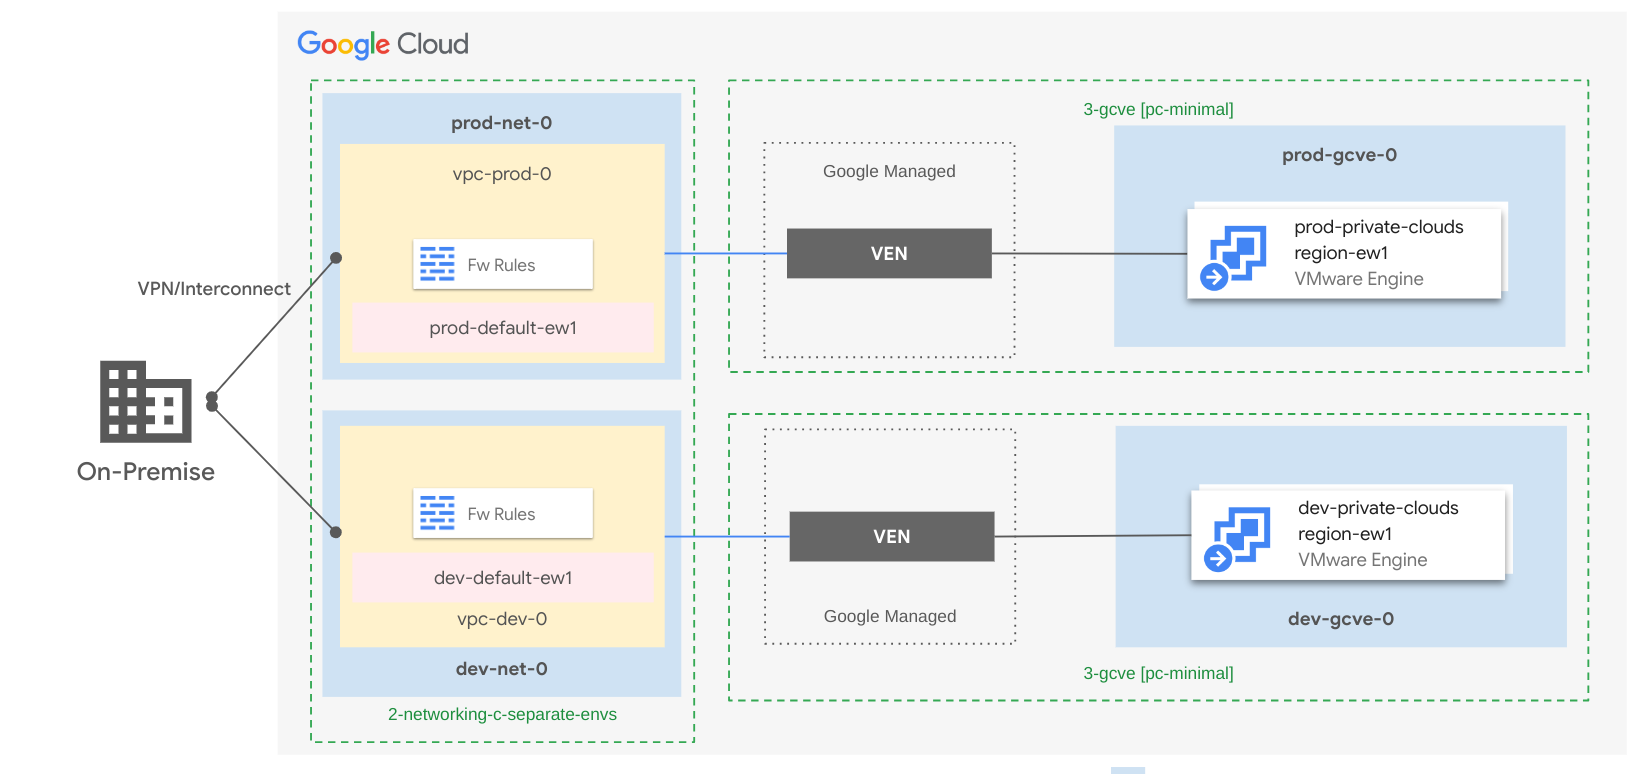 Google Cloud
prod-net-0
vpc-prod-0
Fw Rules
prod-default-ew1
3-gcve [pc-minimal]
Google Managed
VEN
prod-gcve-0
prod-private-clouds
region-ew1
VMware Engine
VPN/Interconnect
On-Premise
Fw Rules
dev-default-ew1
vpc-dev-0
dev-net-0
2-networking-c-separate-envs
VEN
Google Managed
dev-private-clouds
region-ew1
VMware Engine
dev-gcve-0
3-gcve [pc-minimal]